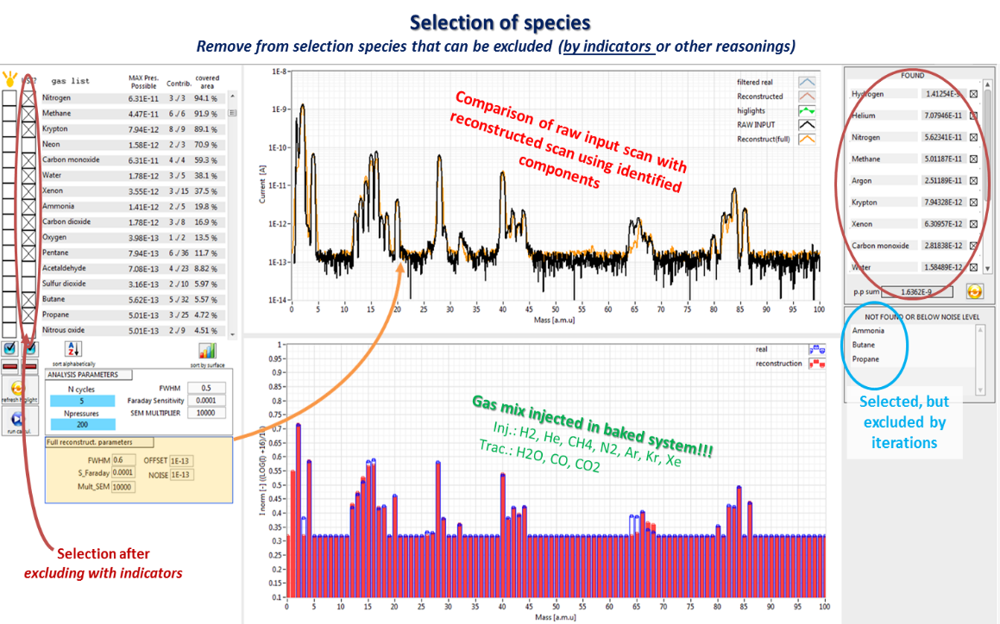 Selection of species
Remove from selection species that can be excluded (by indicators or other reasonings)
USE?
gas list
MAX Pres. Possible
Contrib.
covered area
Nitrogen 6.31E-11 3 / 3 94.1 %
Methane 4.47E-11 6 / 6 91.9 %
Krypton 7.94E-12 8 / 9 89.1 %
Neon 1.58E-12 2 / 3 70.9 %
Carbon monoxide 6.31E-11 4 / 4 59.3 %
Water 1.78E-12 3 / 5 38.1 %
Xenon 3.55E-12 3 / 15 37.5 %
Ammonia 1.41E-12 2 / 5 19.8 %
Carbon dioxide 1.78E-12 3 / 8 16.9 %
Oxygen 3.98E-13 1 / 2 13.5 %
Pentane 7.94E-13 6 / 36 11.7 %
Acetaldehyde 7.08E-13 4 / 23 8.82 %
Sulfur dioxide 3.16E-13 2 / 10 5.97 %
Butane 5.62E-13 5 / 32 5.57 %
Propane 5.01E-13 3 / 25 4.72 %
Nitrous oxide 5.01E-13 2 / 9 4.51 %
A
Z
sort alphabetically
sort by surface
refresh higlight
run calcul.
ANALYSIS PARAMETERS
N cycles
5
Npressures
200
FWHM 0.5
Faraday Sensitivity 0.0001
SEM MULTIPLIER 10000
Full reconstruct. parameters
FWHM 0.6 OFFSET 1E-13
S_Faraday 0.0001 NOISE 1E-13
Mult_SEM 10000
Selection after
excluding with indicators
1E-8
1E-9
1E-10
1E-11
1E-12
1E-13
1E-14
Current [A]
0 5 10 15 20 25 30 35 40 45 50 55 60 65 70 75 80 85 90 95 100
Mass [a.m.u]
filtered real
Reconstructed
higlights
RAW INPUT
Reconstruct(full)
Comparison of raw input scan with
reconstructed scan using identified
components
1
0.95
0.9
0.85
0.8
0.75
0.7
0.65
0.6
0.55
0.5
0.45
0.4
0.35
0.3
0.25
0.2
0.15
0.1
I norm [-] ((LOG(I) +16)/10)
0 5 10 15 20 25 30 35 40 45 50 55 60 65 70 75 80 85 90 95 100
Mass [a.m.u]
real
reconstruction
Gas mix injected in baked system!!!
Inj.: H2, He, CH4, N2, Ar, Kr, Xe
Trac.: H2O, CO, CO2
FOUND
Hydrogen 1.41254E-9
Helium 7.07946E-11
Nitrogen 5.62341E-11
Methane 5.01187E-11
Argon 2.51189E-11
Krypton 7.94328E-12
Xenon 6.30957E-12
Carbon monoxide 2.81838E-12
Water 1.58489E-12
p.p sum 1.6362E-9
NOT FOUND OR BELOW NOISE LEVEL
Ammonia
Butane
Propane
Selected, but
excluded by
iterations